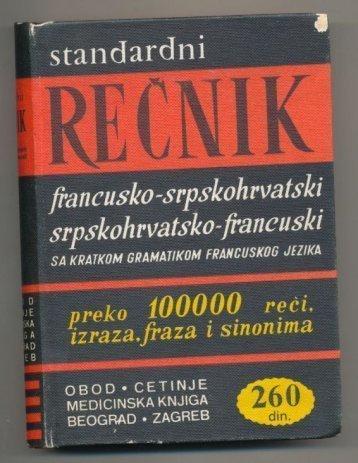 standardni
REČNIK
francusko-srpskohrvatski
srpskohrvatsko-francuski
SA KRATKOM GRAMATIKOM FRANCUSKOG JEZIKA
preko 100000 reči,
izraza, fraza i sinonima
OBOD • CETINJE
MEDICINSKA KNJIGA
BEOGRAD • ZAGREB
260
din.